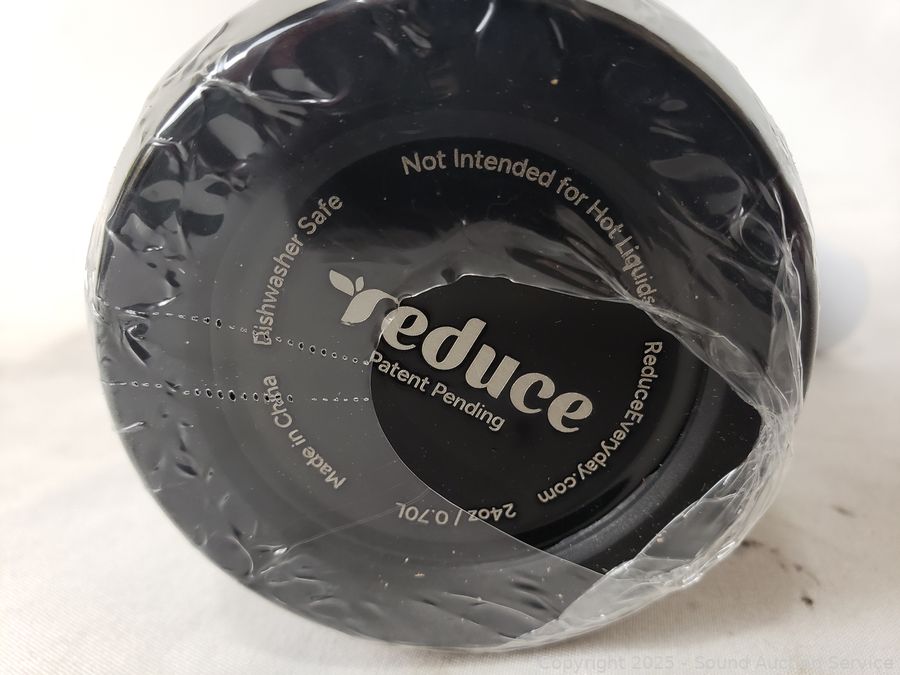 Not Intended for Hot Liquids
Dishwasher Safe
reduce
Patent Pending
ReduceEveryday.com
Made in China
24oz / 0.70L
Copyright 2025 - Sound Auction Service